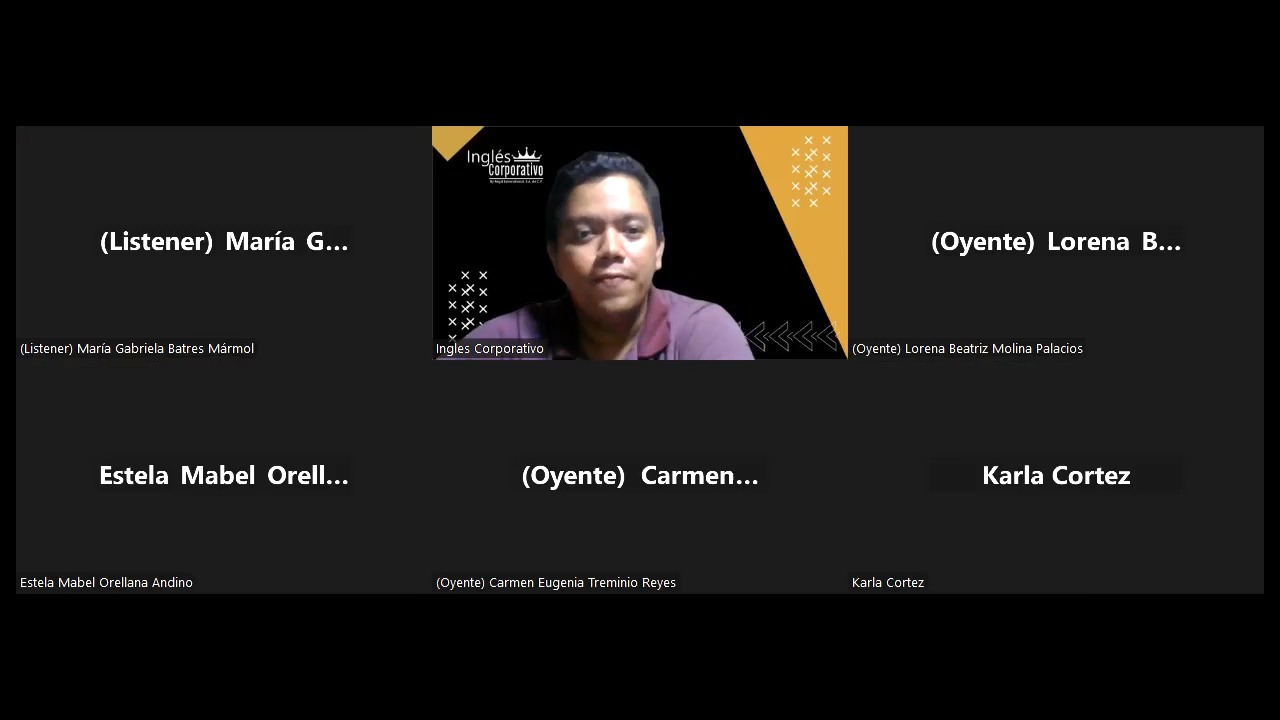 (Listener) María G...
(Listener) María Gabriela Batres Mármol
Inglés
Corporativo
Ingles Corporativo
(Oyente) Lorena B...
(Oyente) Lorena Beatriz Molina Palacios
Estela Mabel Orell...
Estela Mabel Orellana Andino
(Oyente) Carmen...
(Oyente) Carmen Eugenia Treminio Reyes
Karla Cortez
Karla Cortez